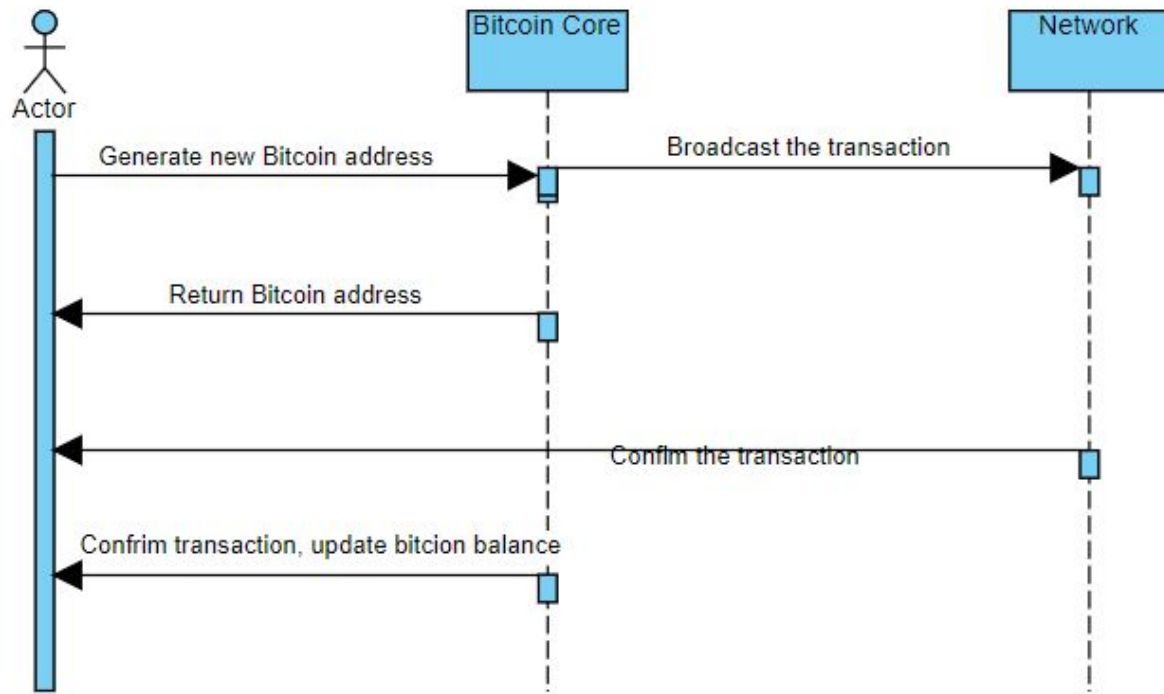 Bitcoin Core
Network
Actor
Generate new Bitcoin address
Broadcast the transaction
Return Bitcoin address
Confim the transaction
Confrim transaction, update bitcion balance